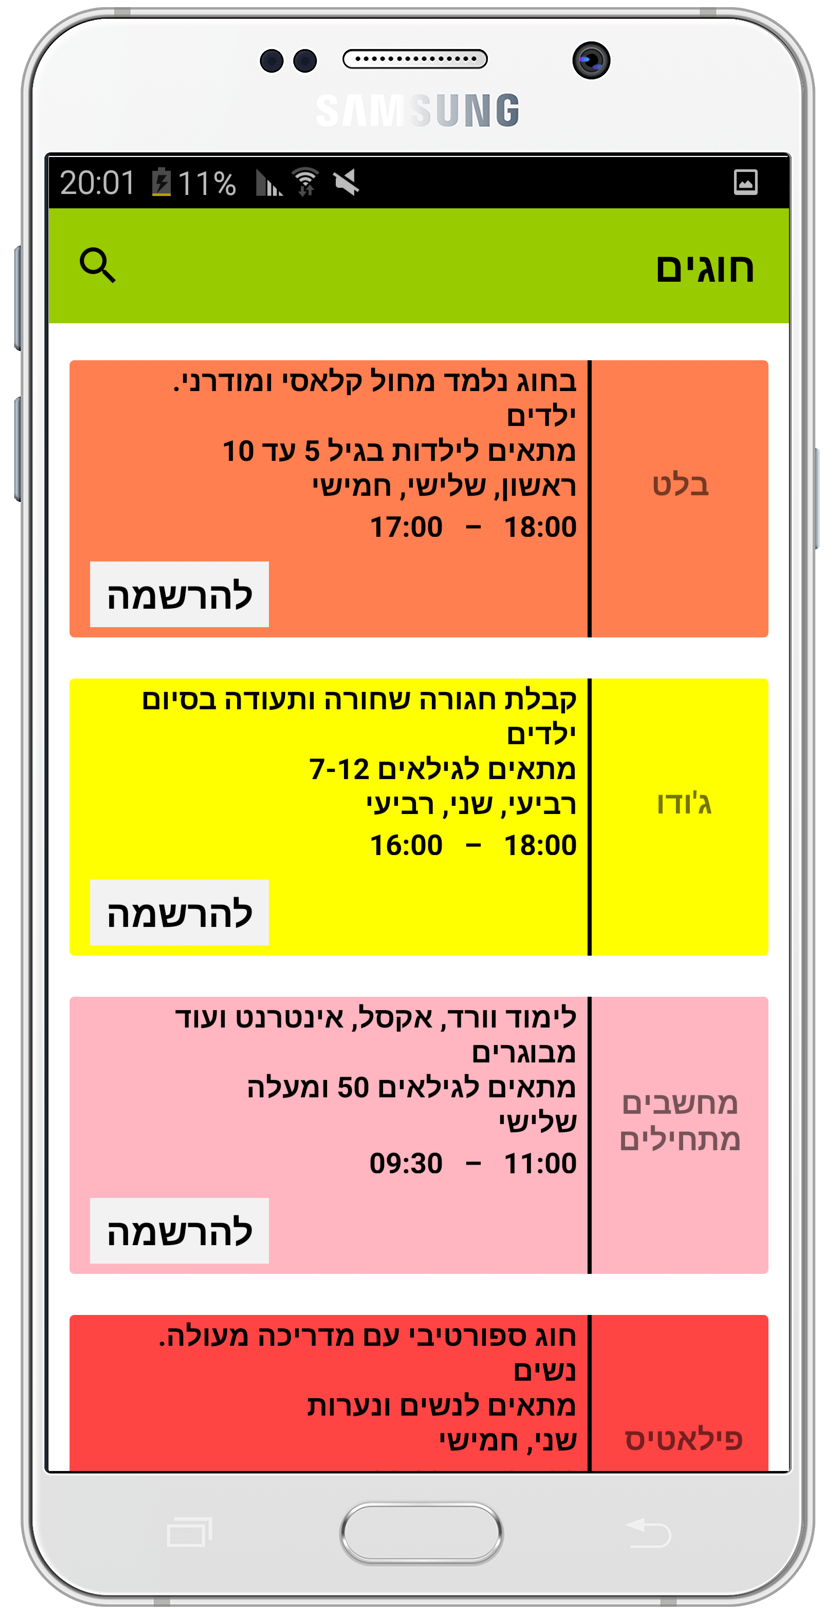 SAMSUNG
20:01 11%
חוגים
בלט
בחוג נלמד מחול קלאסי ומודרני.
ילדים
מתאים לילדות בגיל 5 עד 10
ראשון, שלישי, חמישי
17:00 – 18:00
להרשמה
ג'ודו
קבלת חגורה שחורה ותעודה בסיום
ילדים
מתאים לגילאים 7-12
רביעי, שני, רביעי
16:00 – 18:00
להרשמה
מחשבים
מתחילים
לימוד וורד, אקסל, אינטרנט ועוד
מבוגרים
מתאים לגילאים 50 ומעלה
שלישי
09:30 – 11:00
להרשמה
פילאטיס
חוג ספורטיבי עם מדריכה מעולה.
נשים
מתאים לנשים ונערות
שני, חמישי